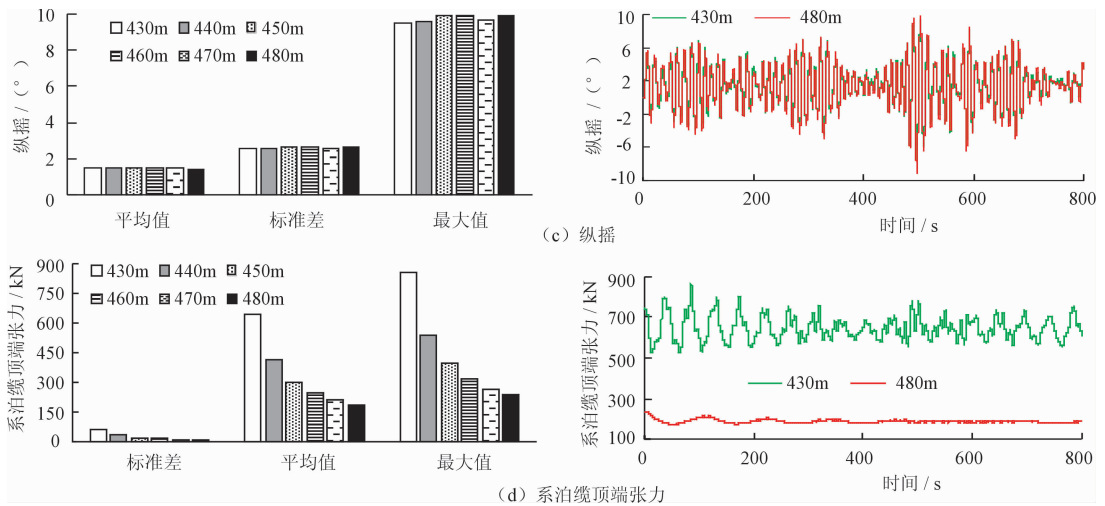 纵摇 / (°)
10
8
6
4
2
0
430m 440m 450m
460m 470m 480m
平均值 标准差 最大值
纵摇 / (°)
10
6
2
-2
-6
-10
430m 480m
0 200 400 600 800
时间 / s
（c）纵摇
系泊缆顶端张力 / kN
900
750
600
450
300
150
0
430m 440m 450m
460m 470m 480m
标准差 平均值 最大值
系泊缆顶端张力 / kN
900
700
500
300
100
430m 480m
0 200 400 600 800
时间 / s
（d）系泊缆顶端张力